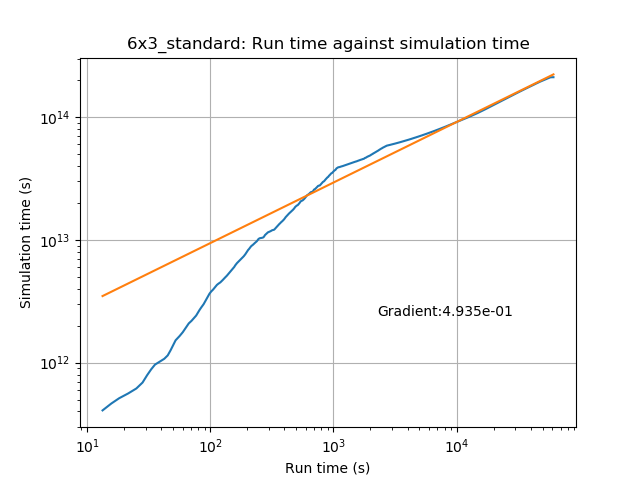 6x3_standard: Run time against simulation time
Simulation time (s)
10^14
10^13
10^12
Gradient:4.935e-01
10^1
10^2
10^3
10^4
Run time (s)